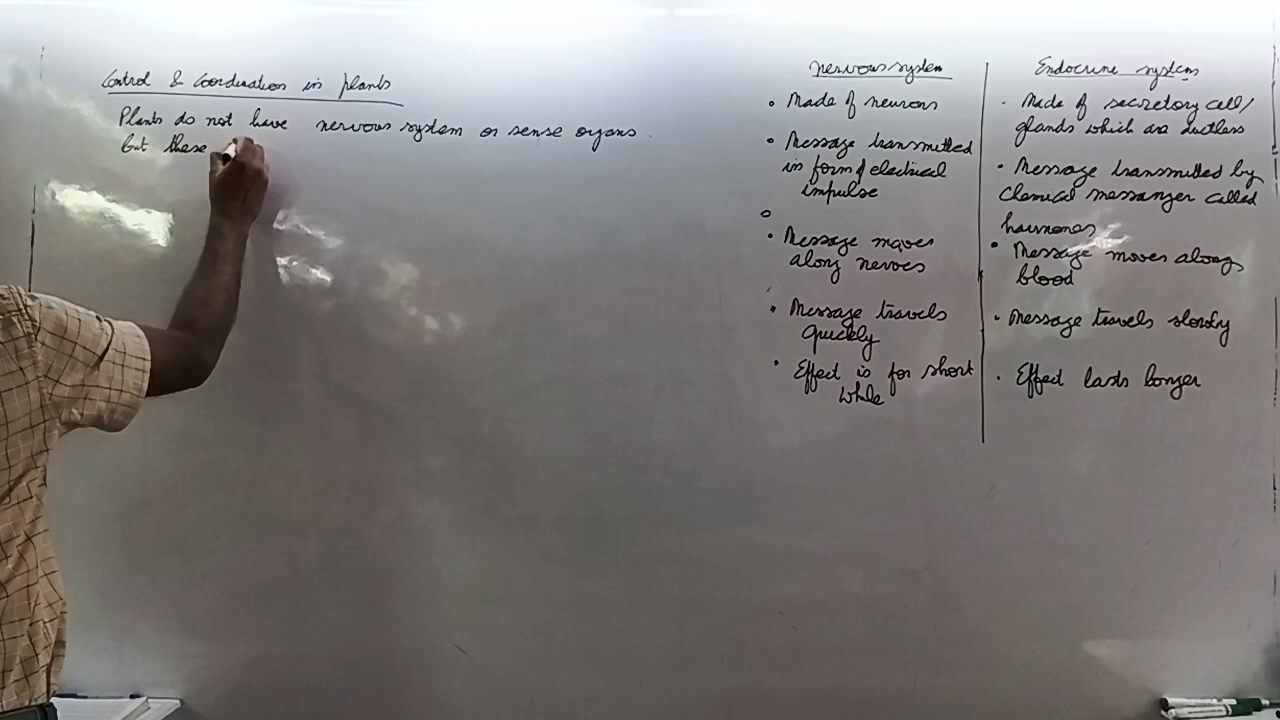 Control & Coordination in plants
Plants do not have nervous system or sense organs.
but these
nervous system
• Made of neurons
• Message transmitted
in form of electrical
impulse
• Message moves
along nerves
• Message travels
quickly
• Effect is for short
while
Endocrine system
• Made of secretory cell/
glands which are ductless
• Message transmitted by
Chemical messanger called
harmones
• Message moves along
blood
• Message travels slowly
• Effect lasts longer